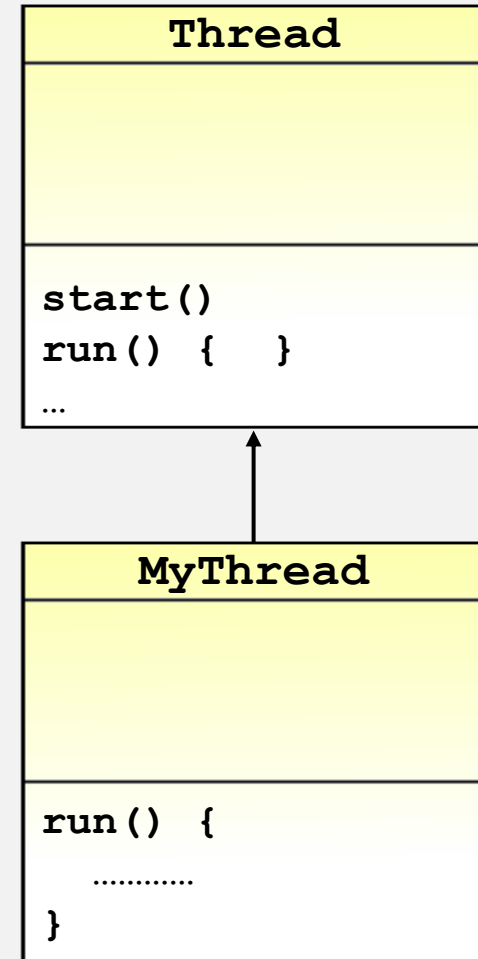 Thread
start()
run() {   }
…
MyThread
run() {
…………
}